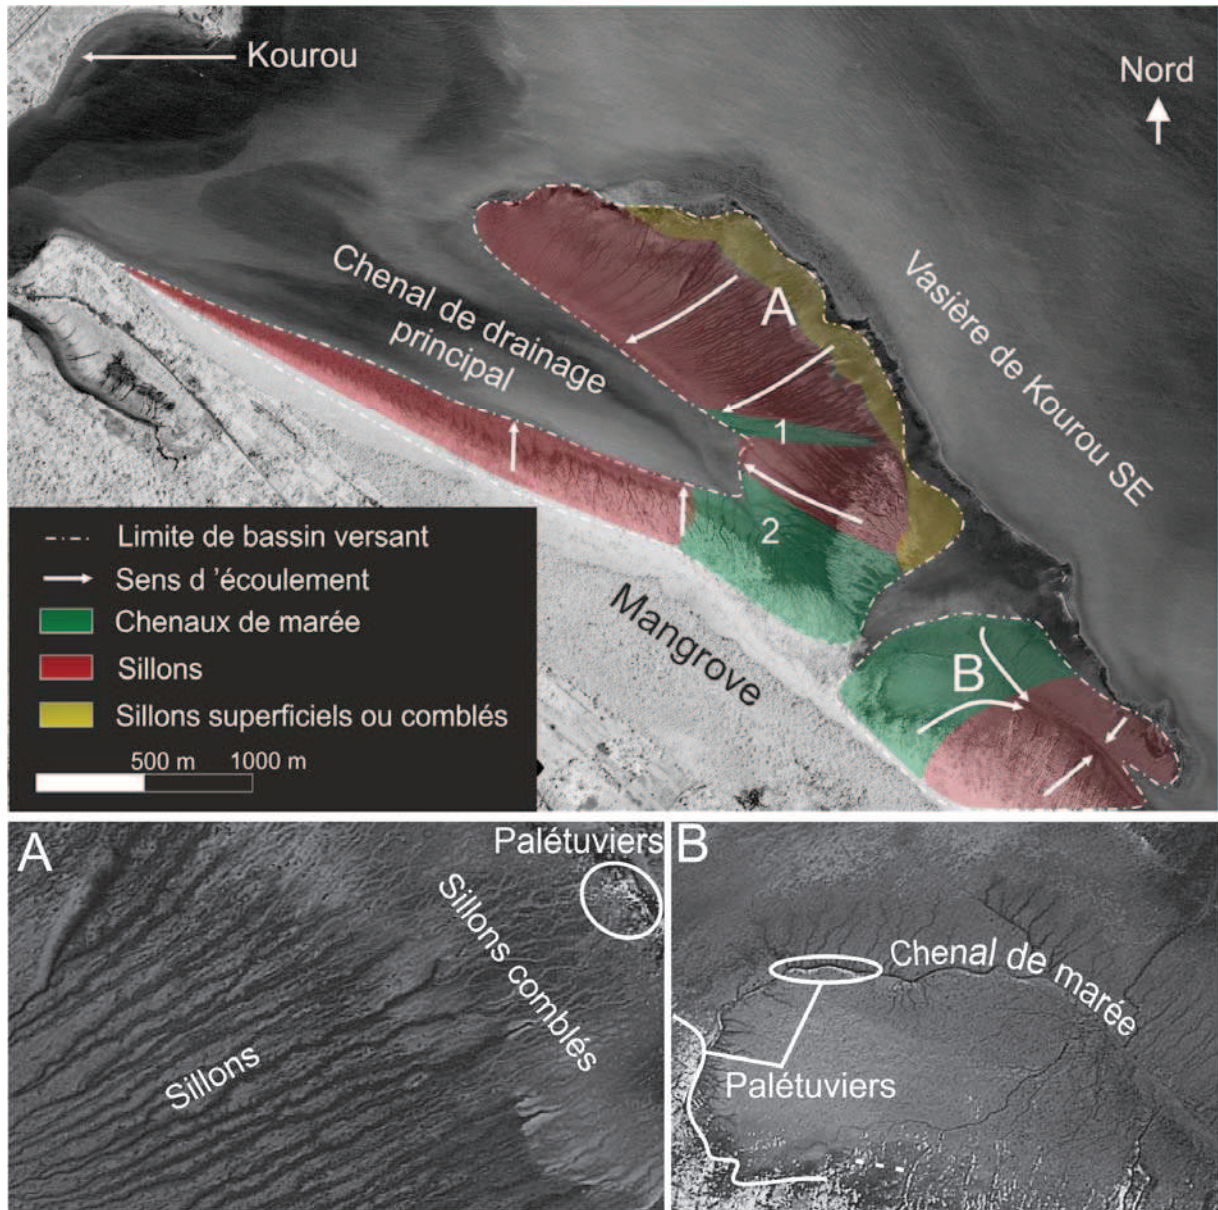 Kourou
Nord
Chenal de drainage
principal
A
Vasière de Kourou SE
1
2
Mangrove
B
Limite de bassin versant
Sens d 'écoulement
Chenaux de marée
Sillons
Sillons superficiels ou comblés
500 m 1000 m
A
Palétuviers
Sillons comblés
Sillons
B
Chenal de marée
Palétuviers